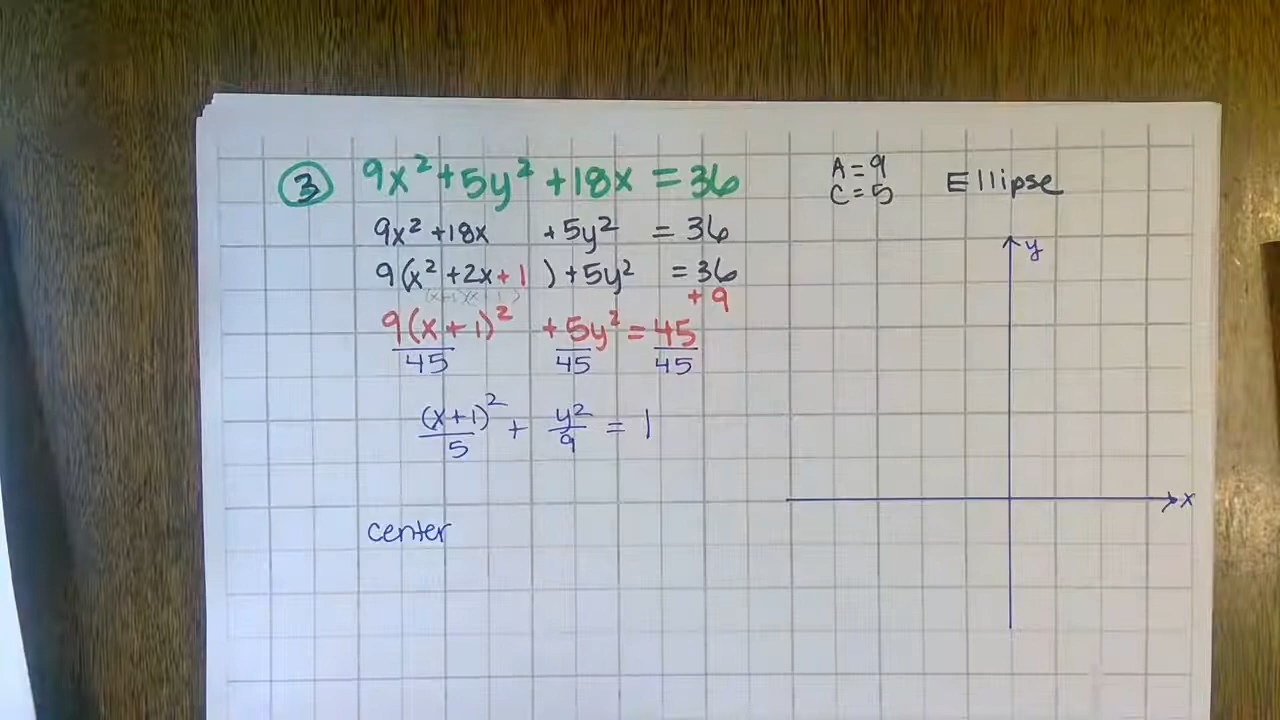 ③ 9x²+5y²+18x = 36
A=9
C=5
Ellipse
9x²+18x +5y² = 36
9(x²+2x+1 )+5y² = 36
+9
9(x+1)² +5y² = 45
45 45 45
(x+1)²/5 + y²/9 = 1
center
y
x